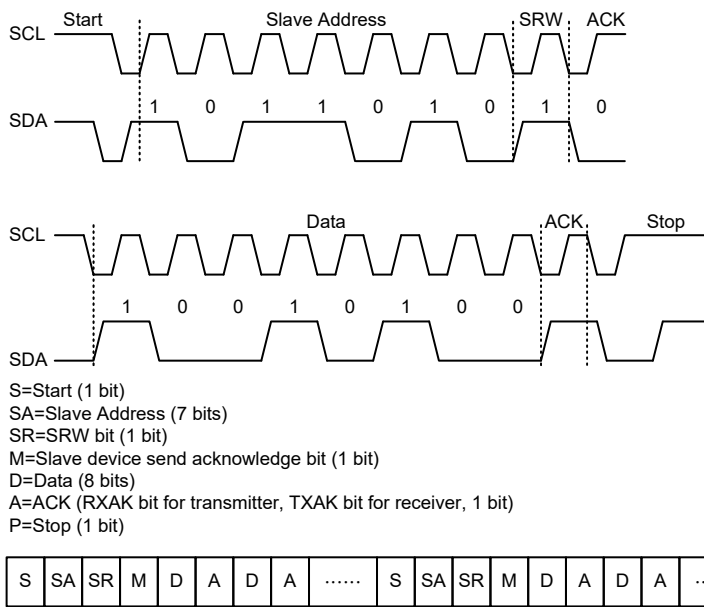 Start Slave Address SRW ACK
SCL
1 0 1 1 0 1 0 1 0
SDA
Data ACK Stop
SCL
1 0 0 1 0 1 0 0
SDA
S=Start (1 bit)
SA=Slave Address (7 bits)
SR=SRW bit (1 bit)
M=Slave device send acknowledge bit (1 bit)
D=Data (8 bits)
A=ACK (RXAK bit for transmitter, TXAK bit for receiver, 1 bit)
P=Stop (1 bit)
S SA SR M D A D A ...... S SA SR M D A D A ..